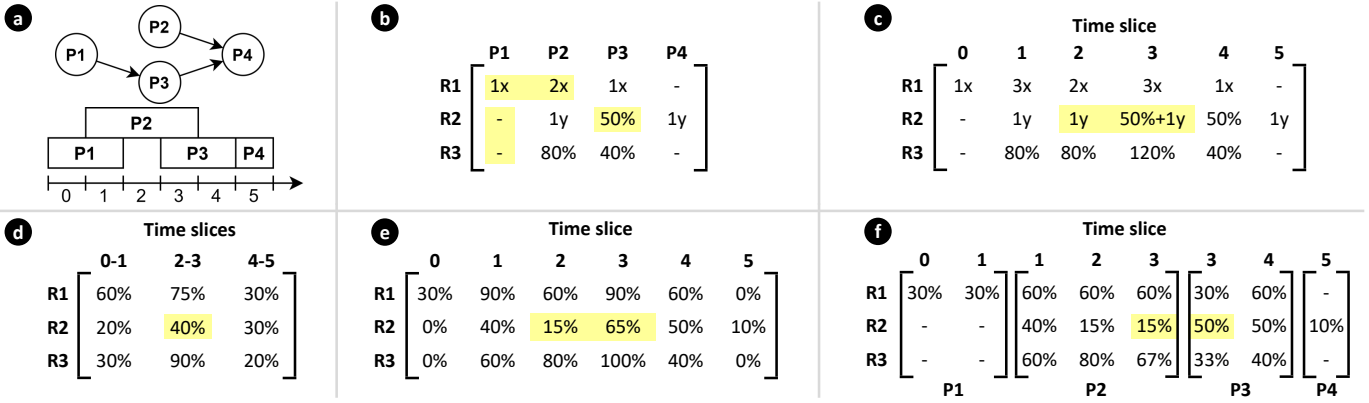 a
P2
P1
P4
P3
P2
P1
P3
P4
0 1 2 3 4 5
b
P1 P2 P3 P4
R1 1x 2x 1x -
R2 - 1y 50% 1y
R3 - 80% 40% -
c
Time slice
0 1 2 3 4 5
R1 1x 3x 2x 3x 1x -
R2 - 1y 1y 50%+1y 50% 1y
R3 - 80% 80% 120% 40% -
d
Time slices
0-1 2-3 4-5
R1 60% 75% 30%
R2 20% 40% 30%
R3 30% 90% 20%
e
Time slice
0 1 2 3 4 5
R1 30% 90% 60% 90% 60% 0%
R2 0% 40% 15% 65% 50% 10%
R3 0% 60% 80% 100% 40% 0%
f
Time slice
0 1 1 2 3 3 4 5
R1 30% 30% 60% 60% 60% 30% 60% -
R2 - - 40% 15% 15% 50% 50% 10%
R3 - - 60% 80% 67% 33% 40% -
P1 P2 P3 P4